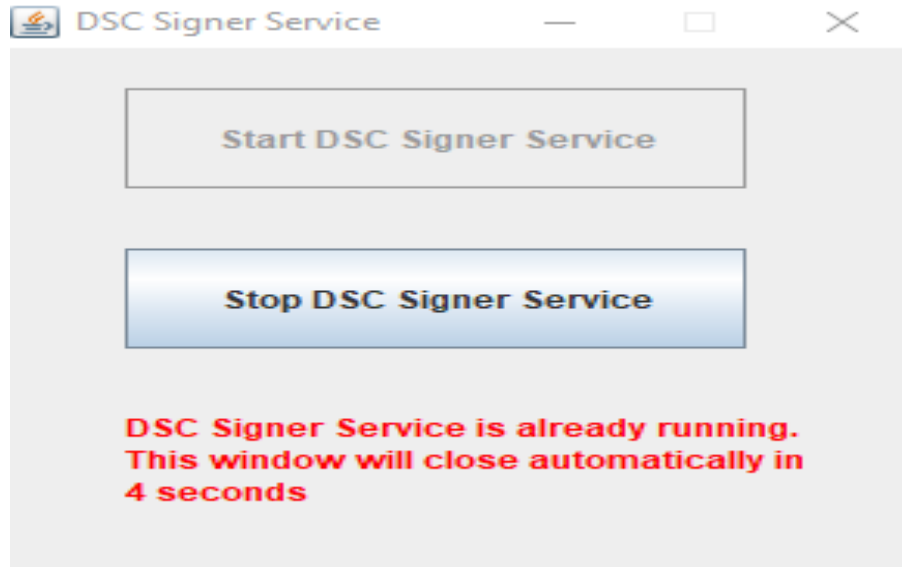 DSC Signer Service
Start DSC Signer Service
Stop DSC Signer Service
DSC Signer Service is already running.
This window will close automatically in
4 seconds